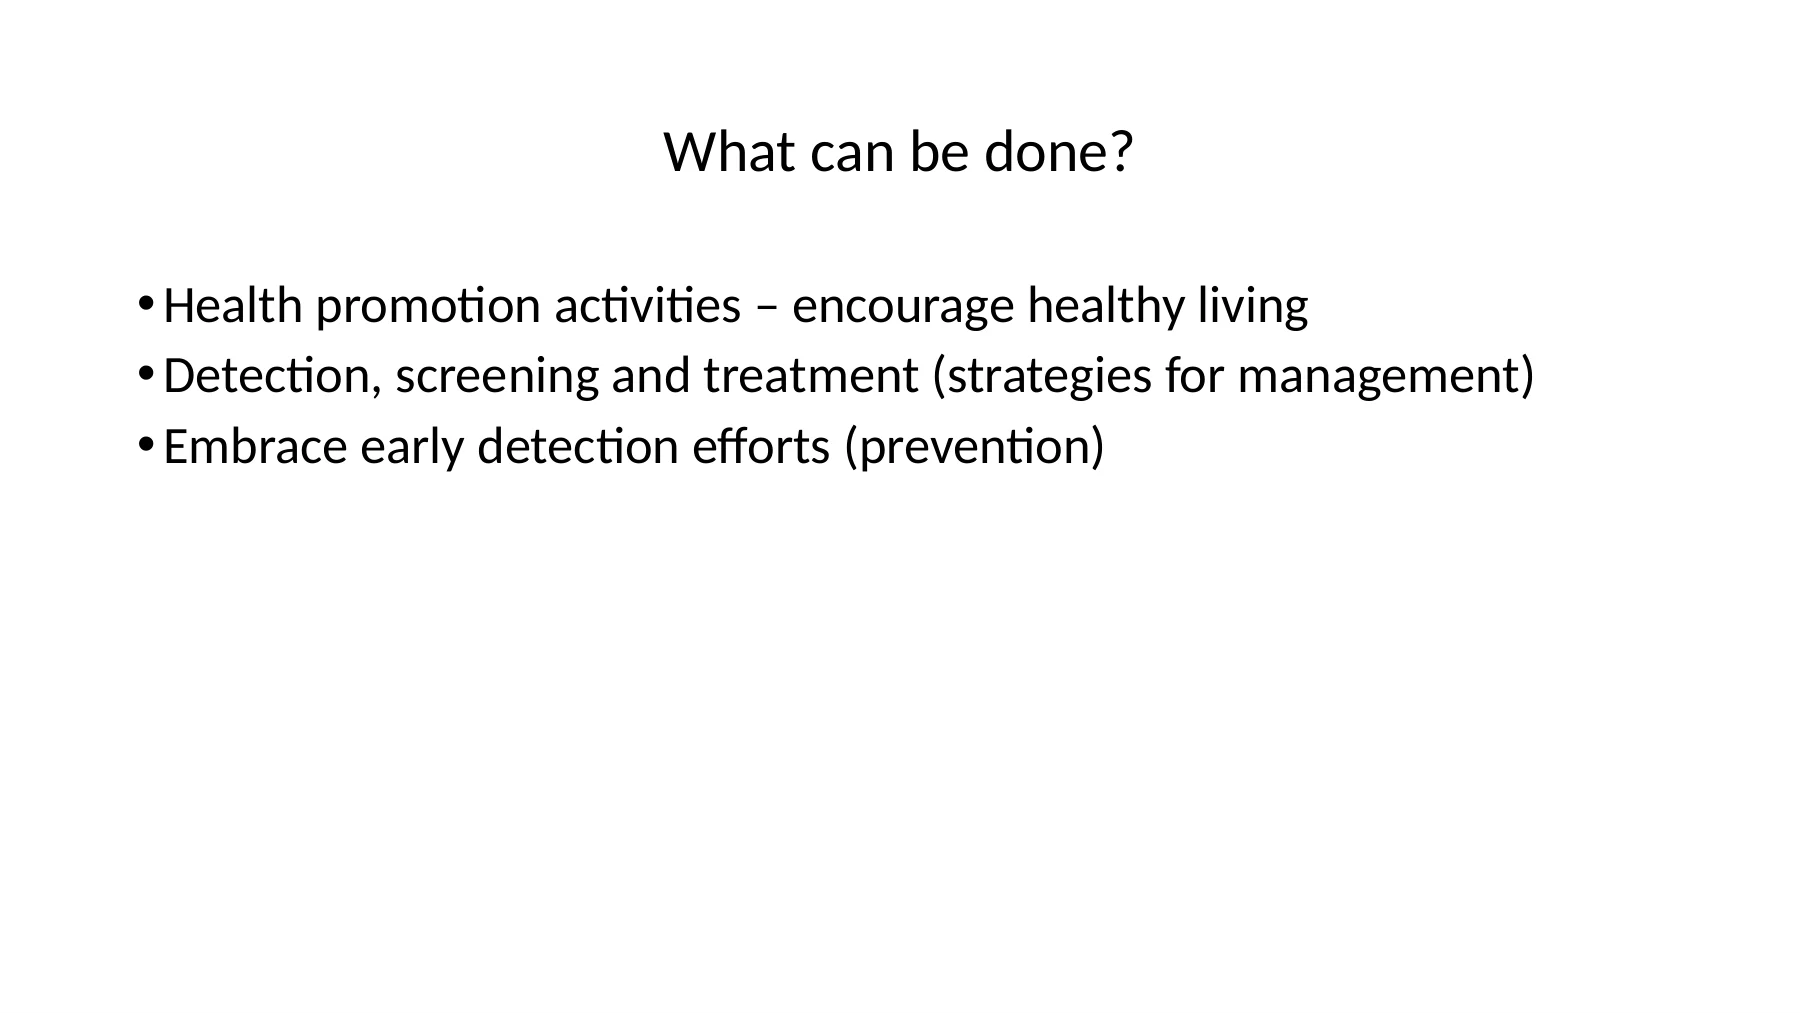 What can be done?
• Health promotion activities – encourage healthy living
• Detection, screening and treatment (strategies for management)
• Embrace early detection efforts (prevention)